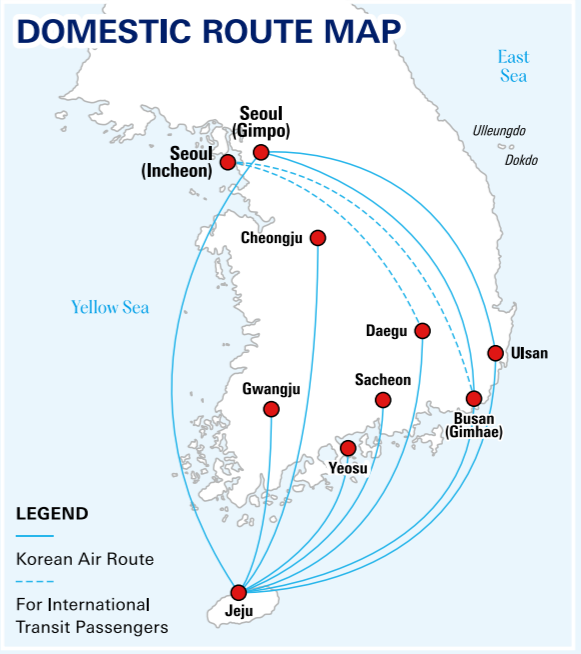 DOMESTIC ROUTE MAP
East
Sea
Ulleungdo
Dokdo
Seoul
(Gimpo)
Seoul
(Incheon)
Cheongju
Yellow Sea
Daegu
Ulsan
Sacheon
Gwangju
Busan
(Gimhae)
Yeosu
LEGEND
Korean Air Route
For International
Transit Passengers
Jeju